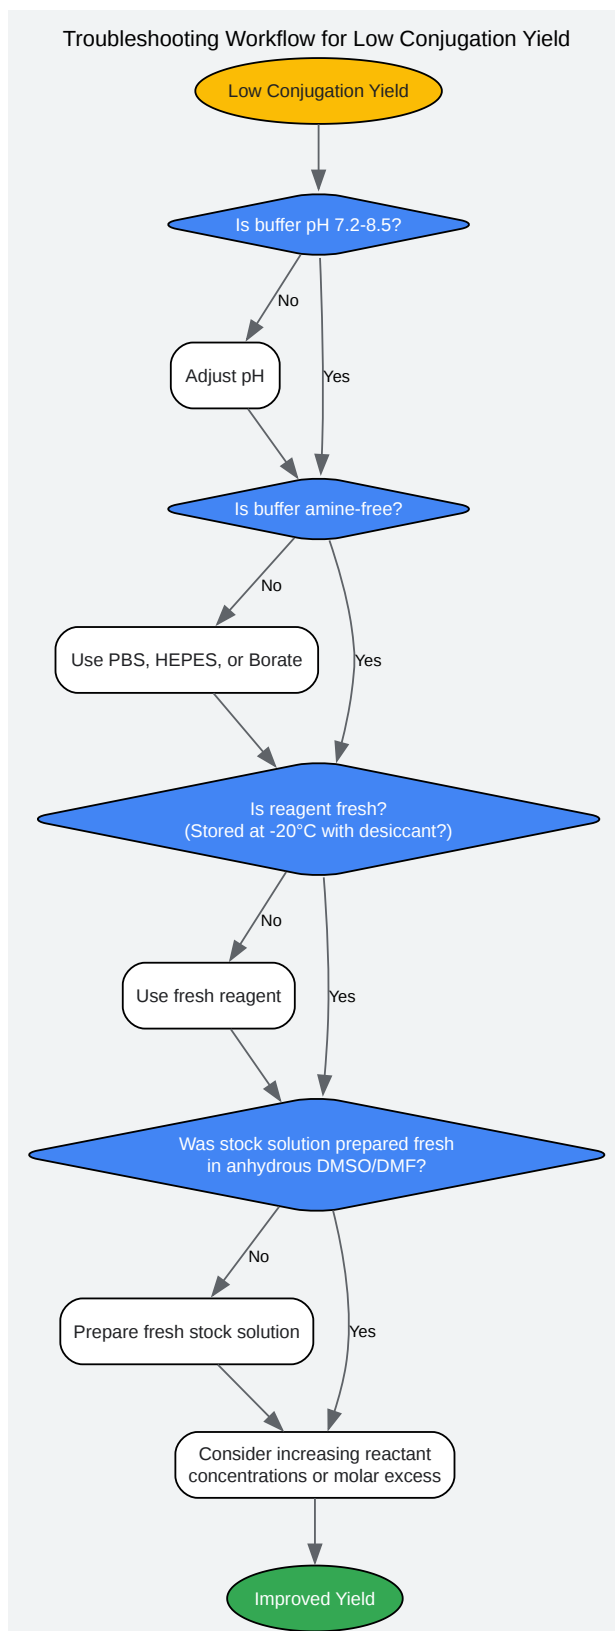 Troubleshooting Workflow for Low Conjugation Yield
Low Conjugation Yield
Is buffer pH 7.2-8.5?
No
Adjust pH
Yes
Is buffer amine-free?
No
Use PBS, HEPES, or Borate
Yes
Is reagent fresh?
(Stored at -20°C with desiccant?)
No
Use fresh reagent
Yes
Was stock solution prepared fresh
in anhydrous DMSO/DMF?
No
Prepare fresh stock solution
Yes
Consider increasing reactant
concentrations or molar excess
Improved Yield